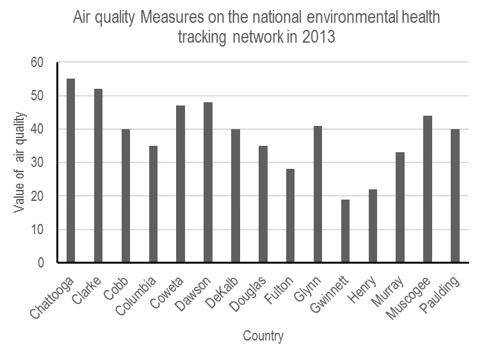 Air quality Measures on the national environmental health
tracking network in 2013
Value of air quality
60
50
40
30
20
10
0
Chattooga
Clarke
Cobb
Columbia
Coweta
Dawson
DeKalb
Douglas
Fulton
Glynn
Gwinnett
Henry
Murray
Muscogee
Paulding
Country